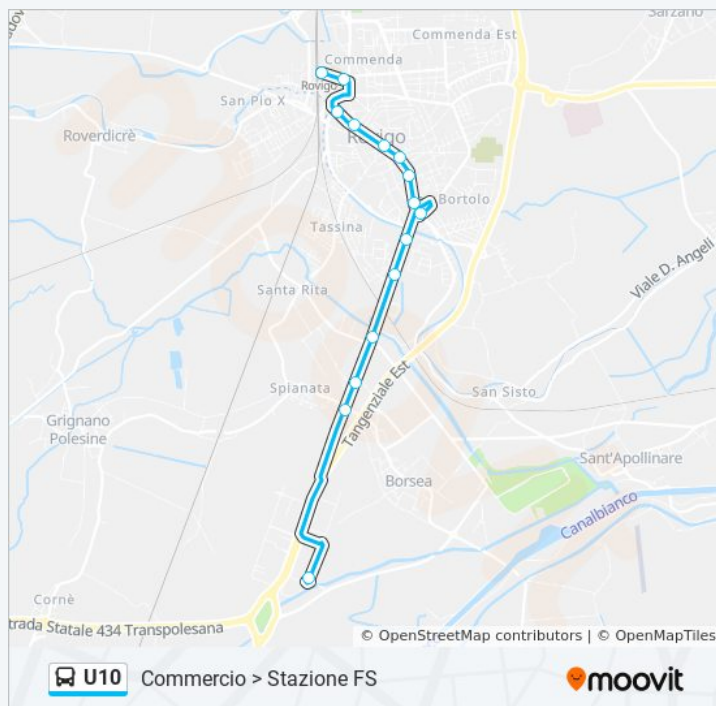 Sarzano
Commenda Est
Commenda
Rovigo
San Pio X
Roverdicrè
Rovigo
Bortolo
Tassina
Viale D. Angeli
Santa Rita
Spianata
San Sisto
Tangenziale Est
Grignano
Polesine
Sant'Apollinare
Borsea
Canalbianco
Cornè
trada Statale 434 Transpolesana
© OpenStreetMap contributors | © OpenMapTiles
U10 Commercio > Stazione FS
moovit